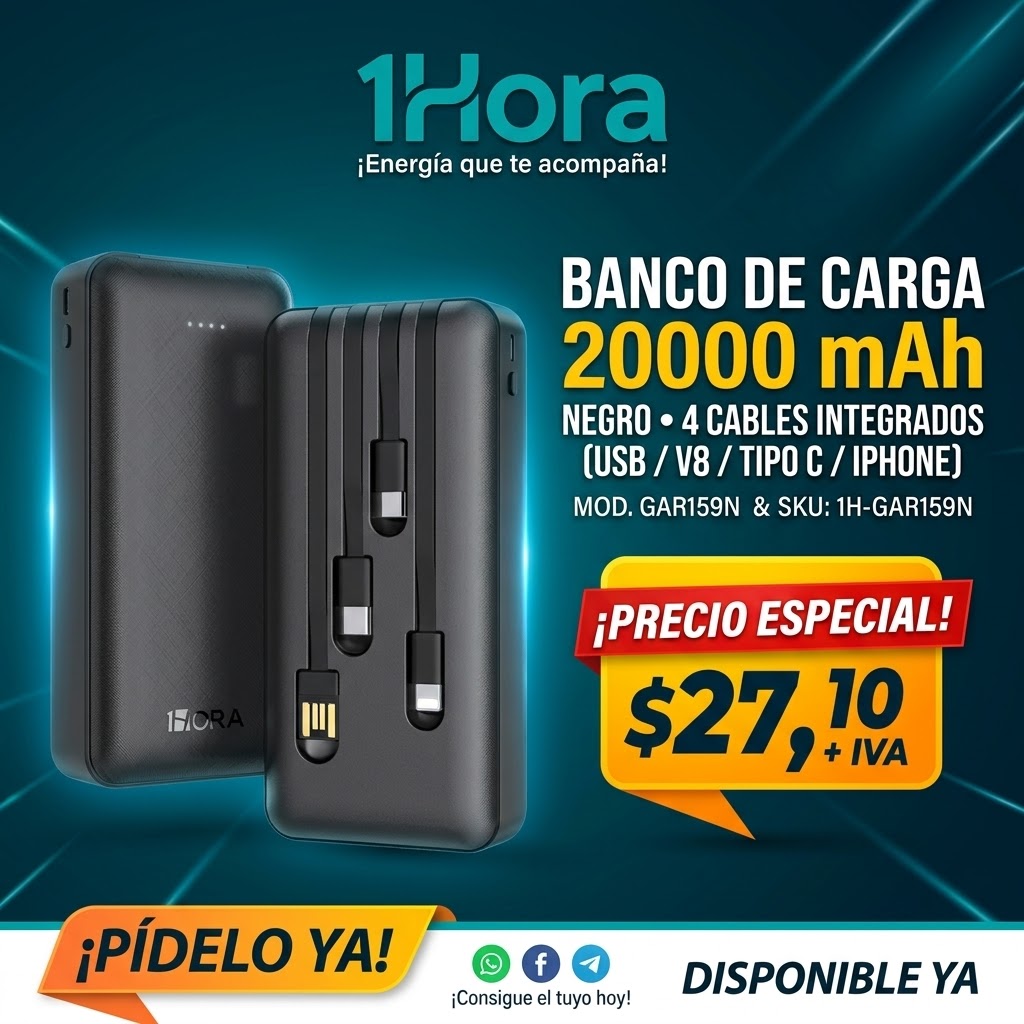 1Hora
¡Energía que te acompaña!
BANCO DE CARGA
20000 mAh
NEGRO • 4 CABLES INTEGRADOS
(USB / V8 / TIPO C / IPHONE)
MOD. GAR159N & SKU: 1H-GAR159N
1HORA
¡PRECIO ESPECIAL!
$27,10
+ IVA
¡PÍDELO YA!
¡Consigue el tuyo hoy!
DISPONIBLE YA